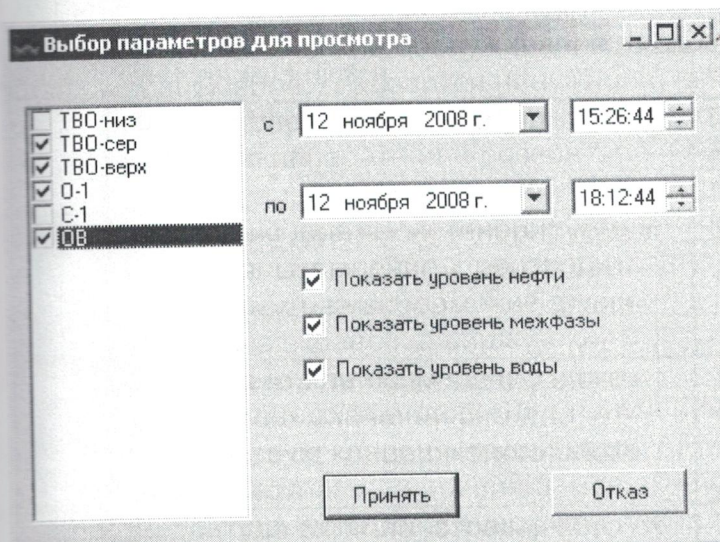 Выбор параметров для просмотра
ТВО-низ
ТВО-сер
ТВО-верх
О-1
С-1
ОВ
с 12 ноября 2008 г. 15:26:44
по 12 ноября 2008 г. 18:12:44
Показать уровень нефти
Показать уровень межфазы
Показать уровень воды
Принять Отказ